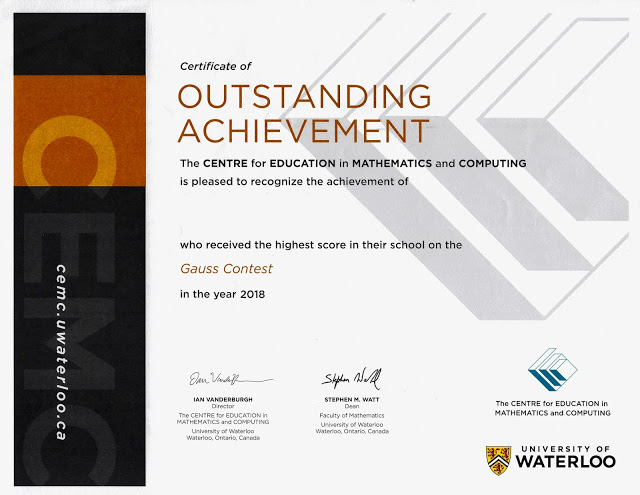 CEMC
cemc.uwaterloo.ca
Certificate of
OUTSTANDING
ACHIEVEMENT
The CENTRE for EDUCATION in MATHEMATICS and COMPUTING
is pleased to recognize the achievement of
who received the highest score in their school on the
Gauss Contest
in the year 2018
IAN VANDERBURGH
Director
The CENTRE for EDUCATION in
MATHEMATICS and COMPUTING
University of Waterloo
Waterloo, Ontario, Canada
STEPHEN M. WATT
Dean
Faculty of Mathematics
University of Waterloo
Waterloo, Ontario, Canada
The CENTRE for EDUCATION in
MATHEMATICS and COMPUTING
UNIVERSITY OF
WATERLOO